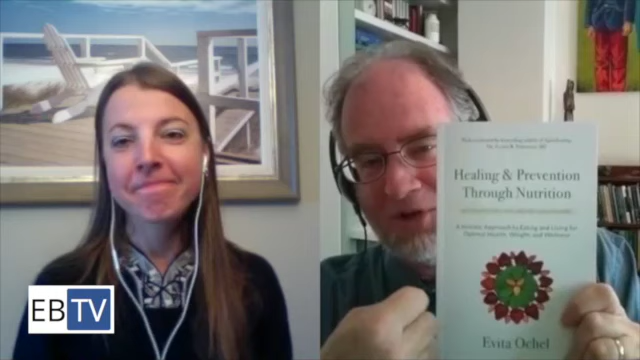 Healing & Prevention
Through Nutrition
A Holistic Approach to Eating and Living for
Optimal Health, Weight, and Wellness
Evita Ochel
EBTV